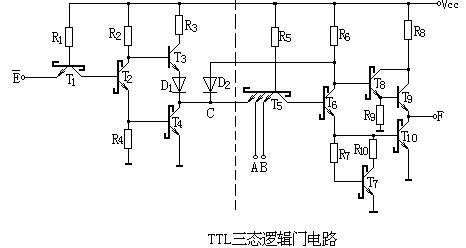 Vcc
R1 R2 R3 R5 R6 R8
E T1 T2 T3 D1 D2 T5 T6 T8 T9
R9
R4 T4 C F
A B R7 R10 T10
T7
TTL三态逻辑门电路